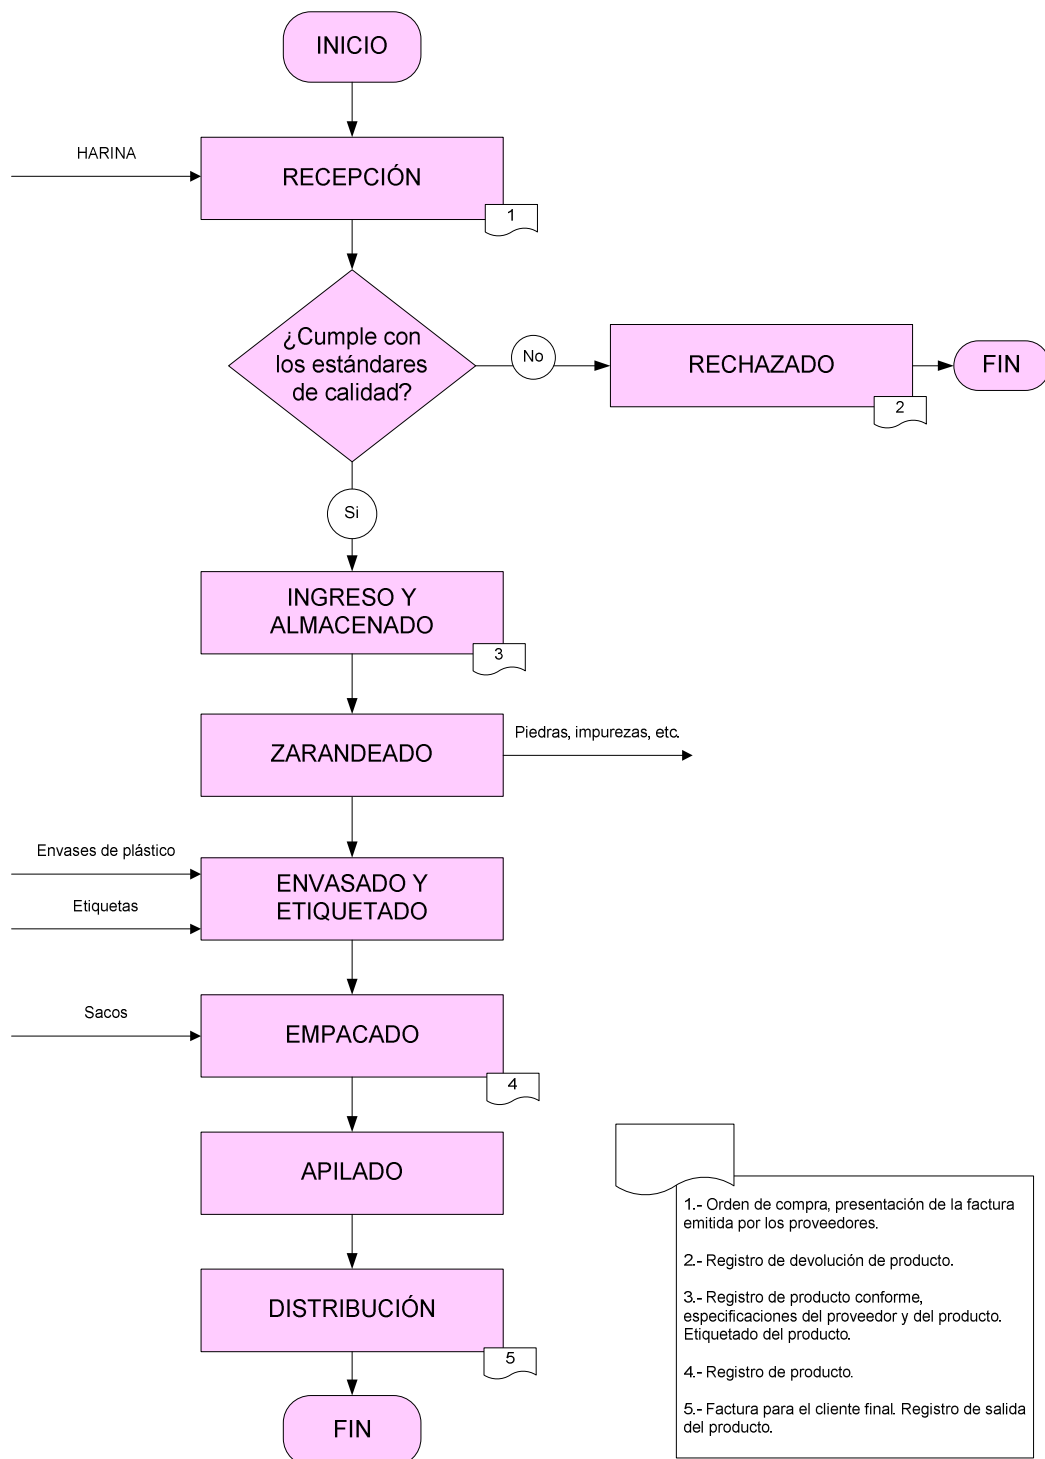 INICIO
HARINA
RECEPCIÓN
1
¿Cumple con
los estándares
de calidad?
No
RECHAZADO
FIN
2
Si
INGRESO Y
ALMACENADO
3
ZARANDEADO
Piedras, impurezas, etc.
Envases de plástico
ENVASADO Y
ETIQUETADO
Etiquetas
Sacos
EMPACADO
4
APILADO
DISTRIBUCIÓN
5
FIN
1.- Orden de compra, presentación de la factura
emitida por los proveedores.
2.- Registro de devolución de producto.
3.- Registro de producto conforme,
especificaciones del proveedor y del producto.
Etiquetado del producto.
4.- Registro de producto.
5.- Factura para el cliente final. Registro de salida
del producto.